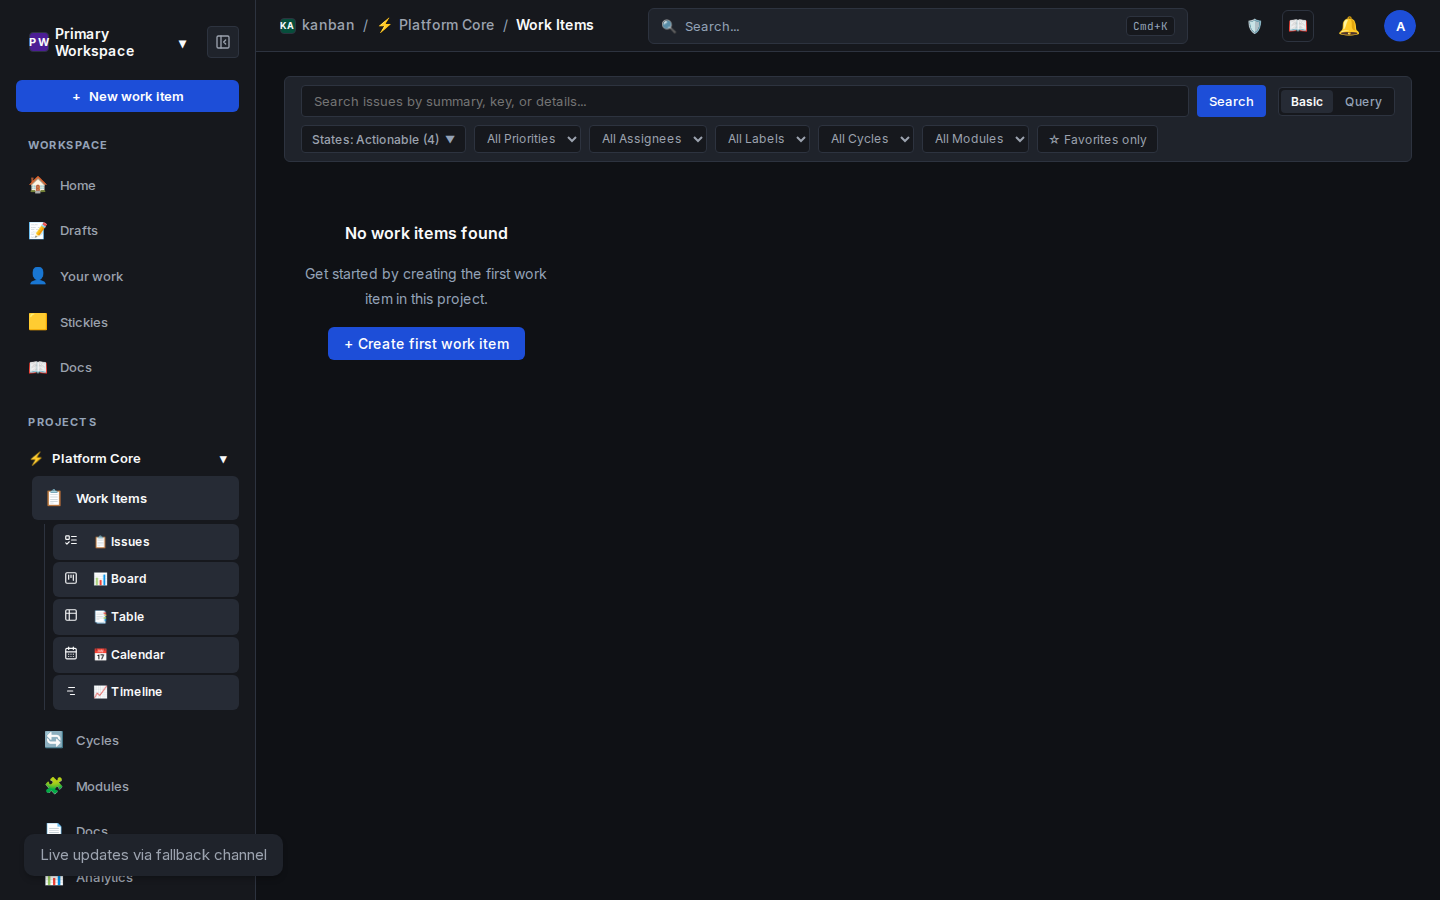 PW Primary Workspace ▼
+ New work item
WORKSPACE
Home
Drafts
Your work
Stickies
Docs
PROJECTS
Platform Core ▼
Work Items
Issues
Board
Table
Calendar
Timeline
Cycles
Modules
Docs
Analytics
Live updates via fallback channel
KA kanban / ⚡ Platform Core / Work Items
Search...
Cmd+K
A
Search issues by summary, key, or details...
Search
Basic
Query
States: Actionable (4) ▼
All Priorities
All Assignees
All Labels
All Cycles
All Modules
☆ Favorites only
No work items found
Get started by creating the first work
item in this project.
+ Create first work item